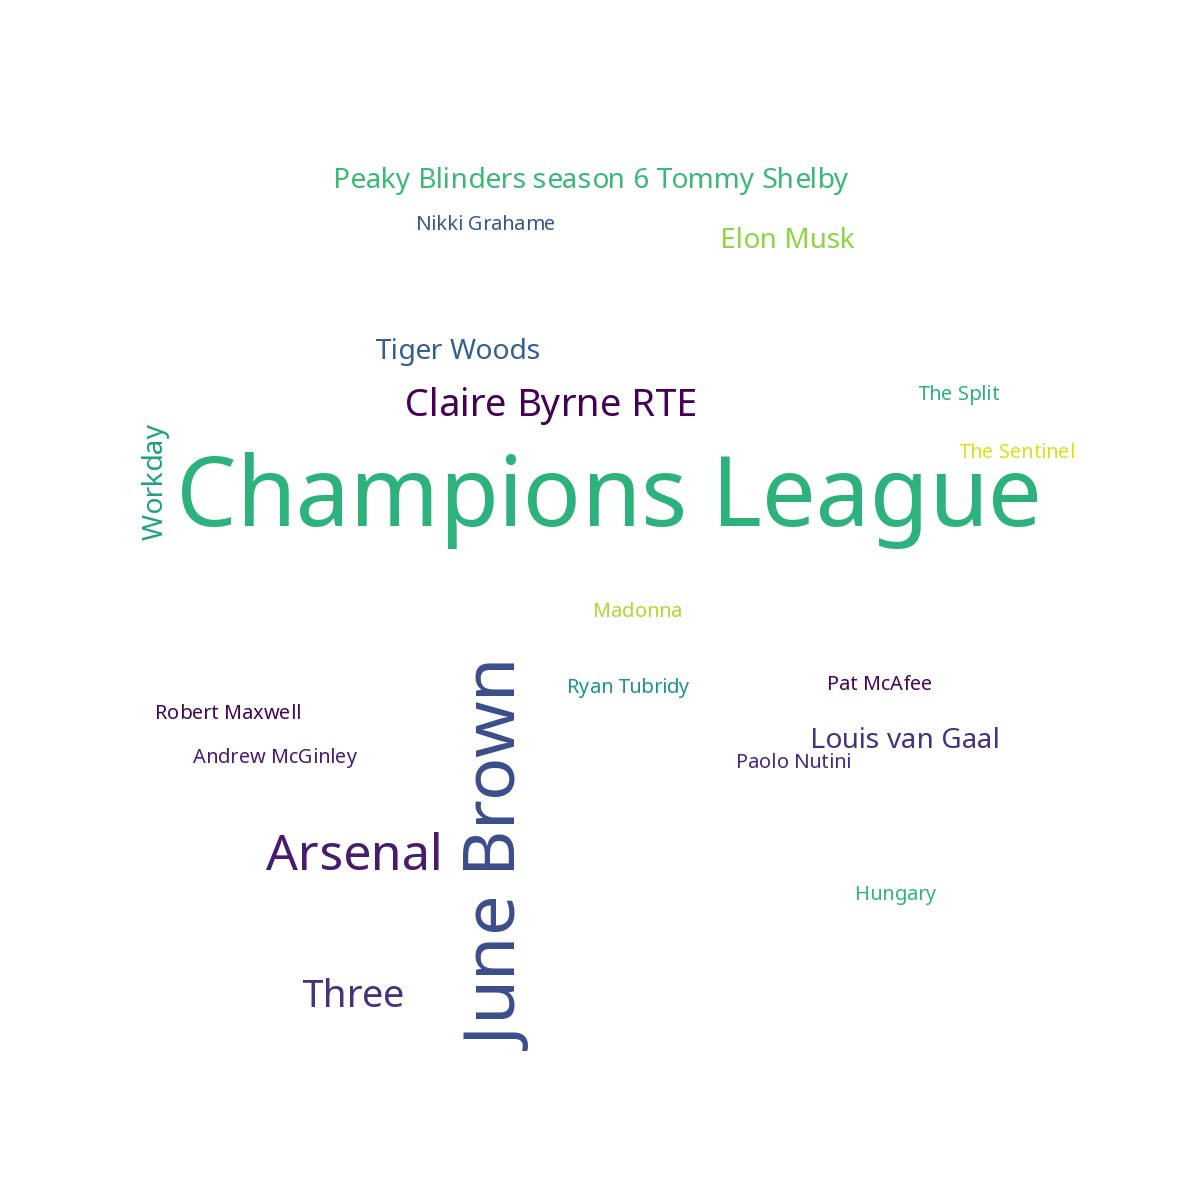 Peaky Blinders season 6 Tommy Shelby
Nikki Grahame
Elon Musk
Tiger Woods
Claire Byrne RTE
The Split
The Sentinel
Workday
Champions League
Madonna
Ryan Tubridy
Pat McAfee
Robert Maxwell
Louis van Gaal
Andrew McGinley
Paolo Nutini
June Brown
Arsenal
Hungary
Three